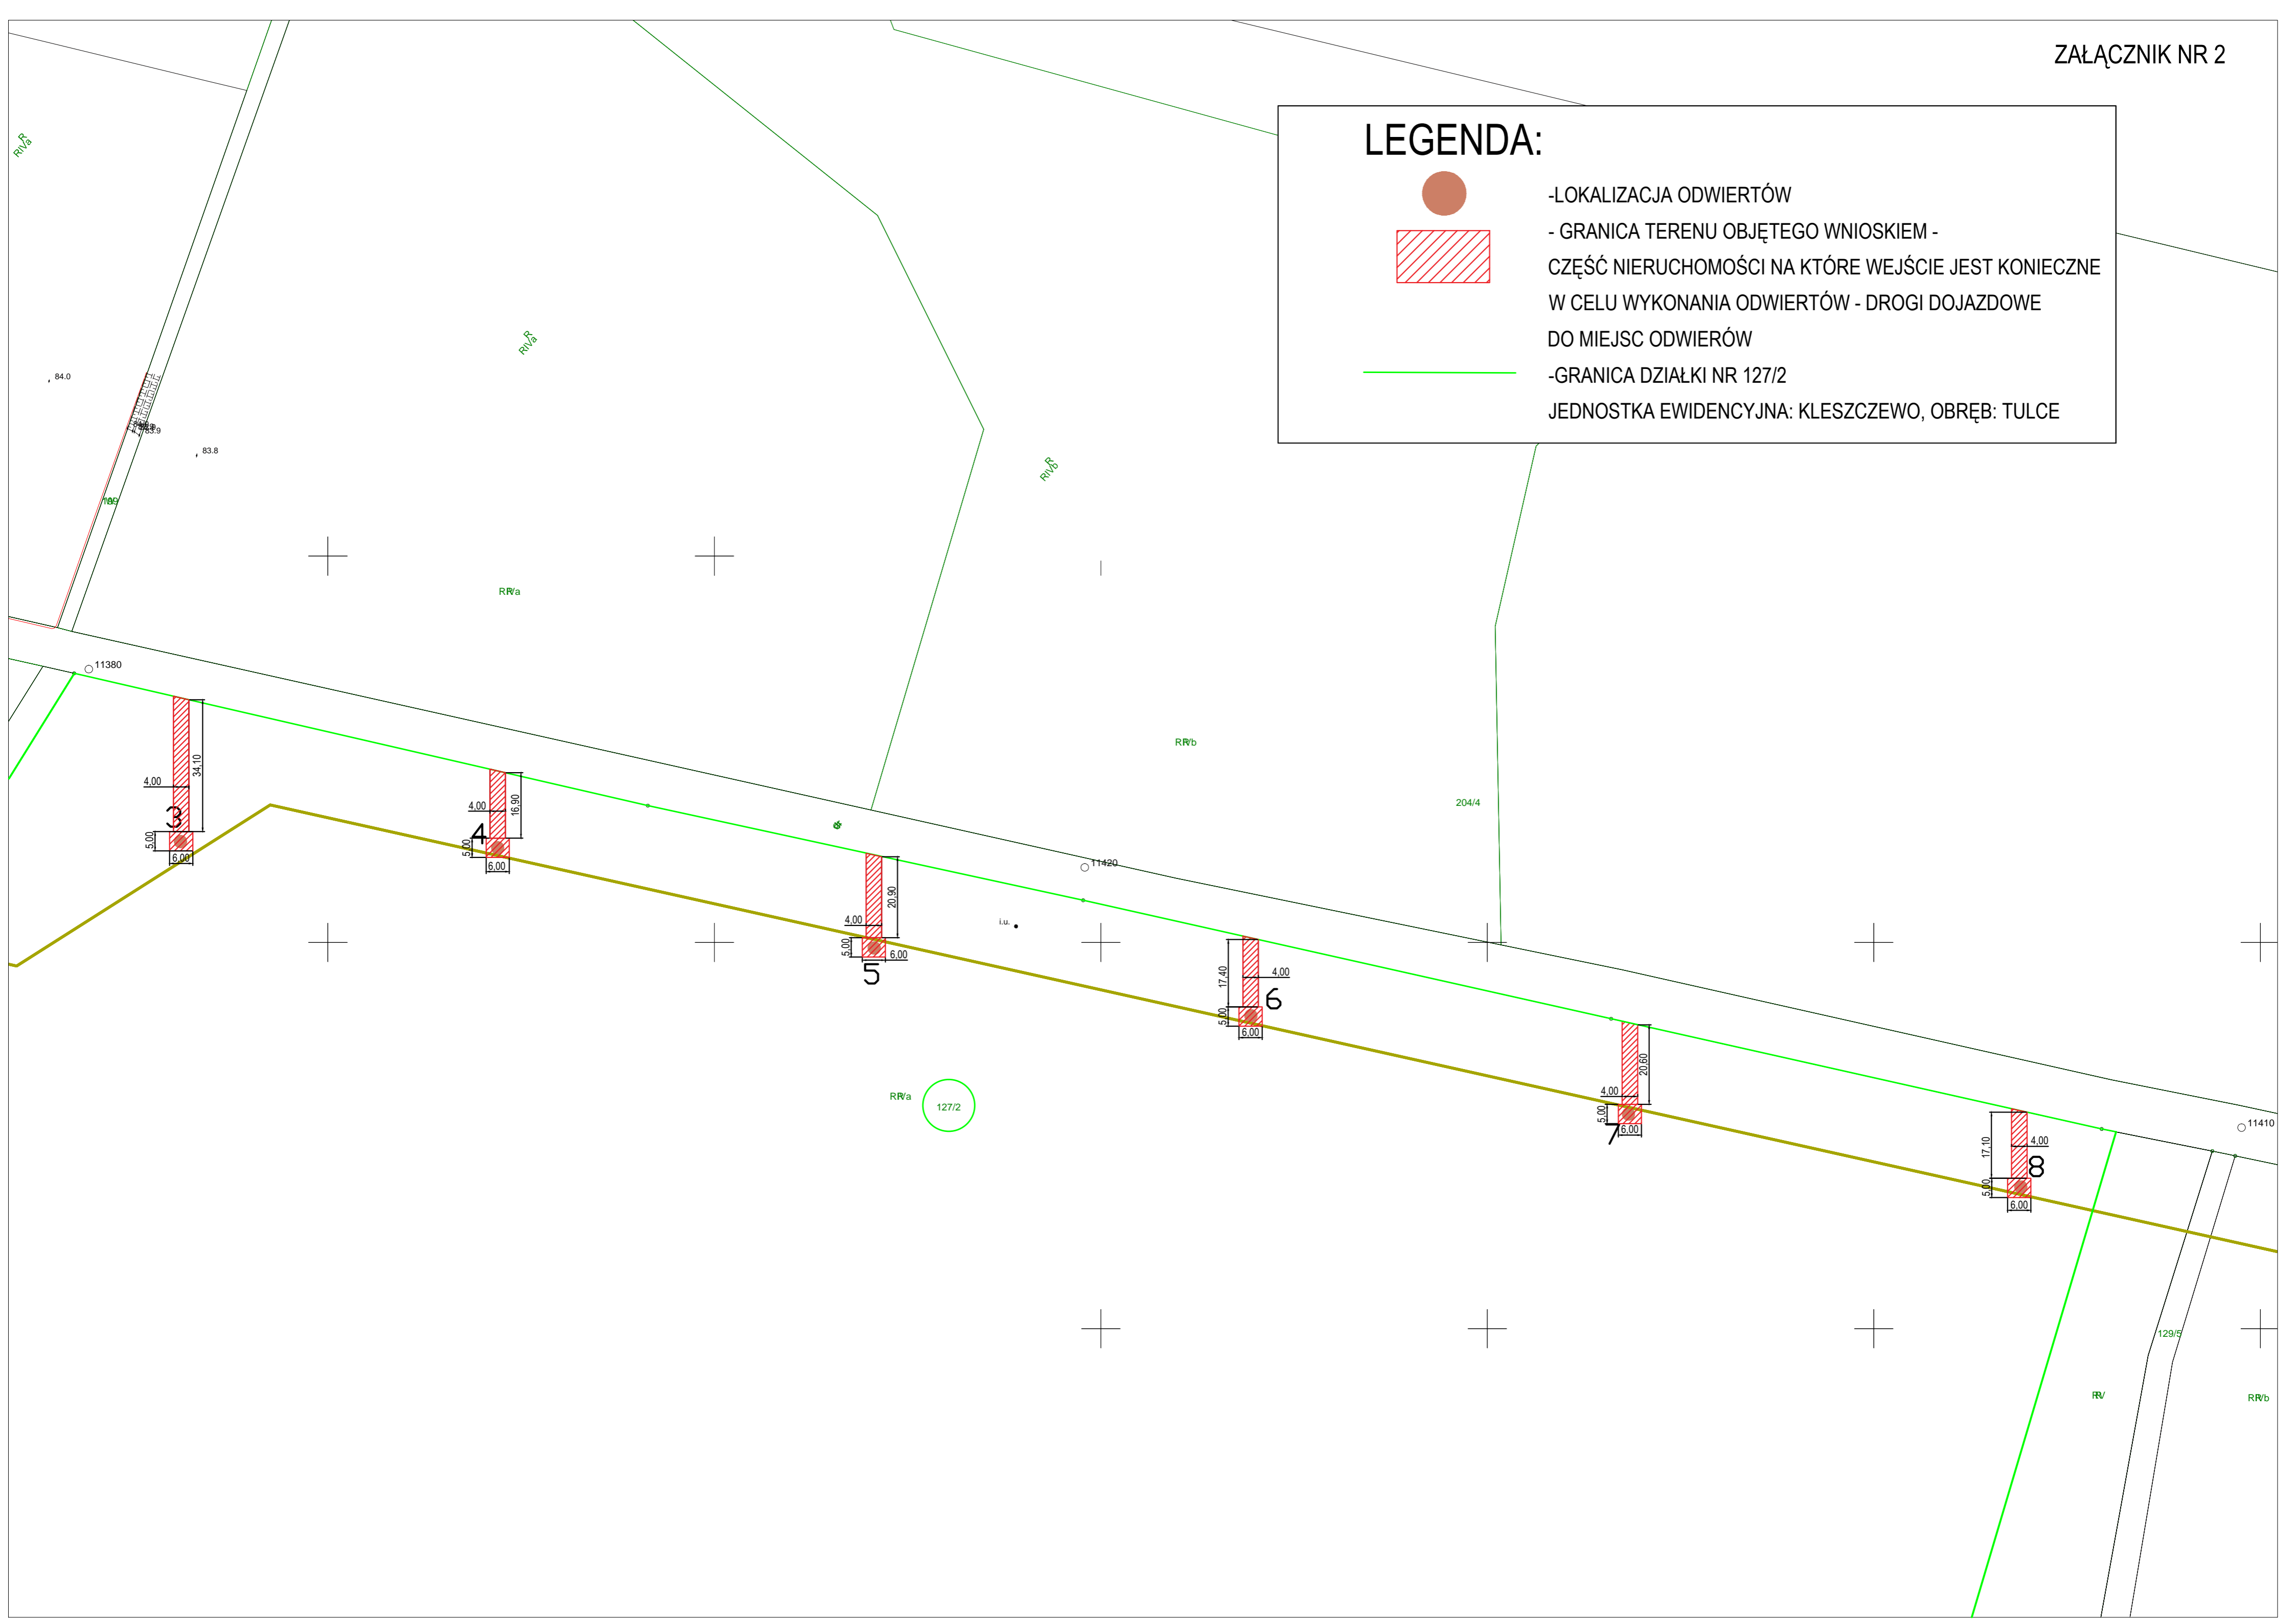 ZAŁĄCZNIK NR 2
LEGENDA:
-LOKALIZACJA ODWIERTÓW
- GRANICA TERENU OBJĘTEGO WNIOSKIEM -
CZĘŚĆ NIERUCHOMOŚCI NA KTÓRE WEJŚCIE JEST KONIECZNE
W CELU WYKONANIA ODWIERTÓW - DROGI DOJAZDOWE
DO MIEJSC ODWIERÓW
-GRANICA DZIAŁKI NR 127/2
JEDNOSTKA EWIDENCYJNA: KLESZCZEWO, OBRĘB: TULCE
R
RIVa
R
RIVa
84.0
83.9
83.8
R
RIVb
11380
34,10
4,00
3
5,00
6,00
16,90
4,00
4
5,00
6,00
204/4
11420
20,90
4,00
i.u.
5,00
6,00
5
17,40
4,00
6
5,00
6,00
127/2
20,60
4,00
5,00
7
6,00
11410
17,10
4,00
8
5,00
6,00
129/5